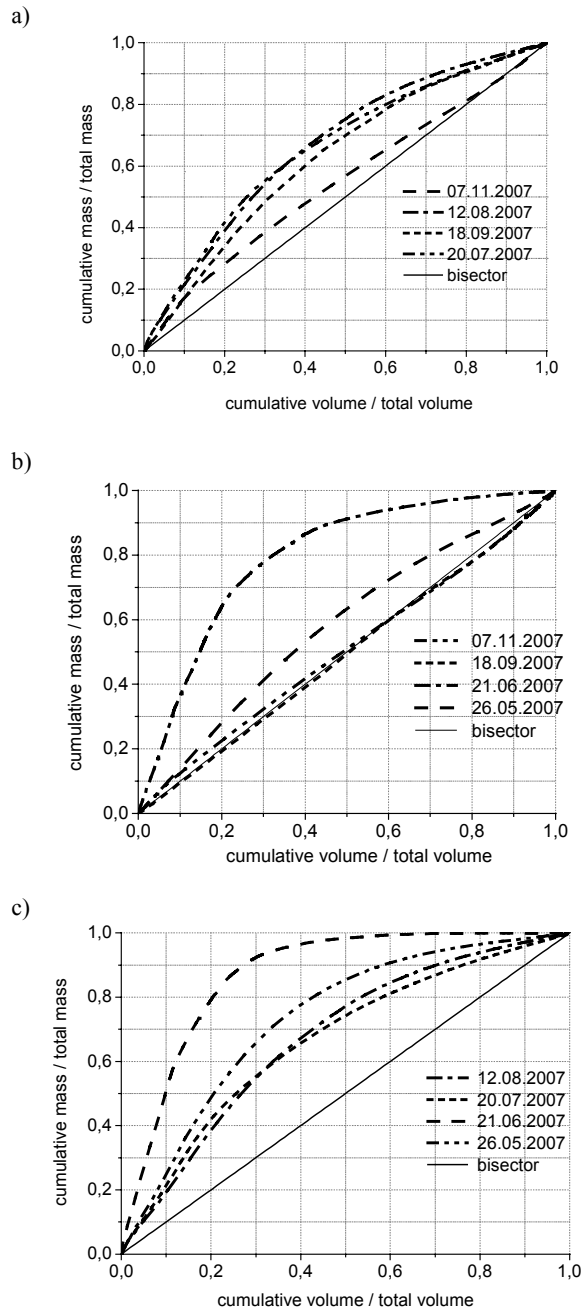 a)
1,0
0,8
0,6
0,4
0,2
0,0
cumulative mass / total mass
07.11.2007
12.08.2007
18.09.2007
20.07.2007
bisector
0,0 0,2 0,4 0,6 0,8 1,0
cumulative volume / total volume
b)
1,0
0,8
0,6
0,4
0,2
0,0
cumulative mass / total mass
07.11.2007
18.09.2007
21.06.2007
26.05.2007
bisector
0,0 0,2 0,4 0,6 0,8 1,0
cumulative volume / total volume
c)
1,0
0,8
0,6
0,4
0,2
0,0
cumulative mass / total mass
12.08.2007
20.07.2007
21.06.2007
26.05.2007
bisector
0,0 0,2 0,4 0,6 0,8 1,0
cumulative volume / total volume